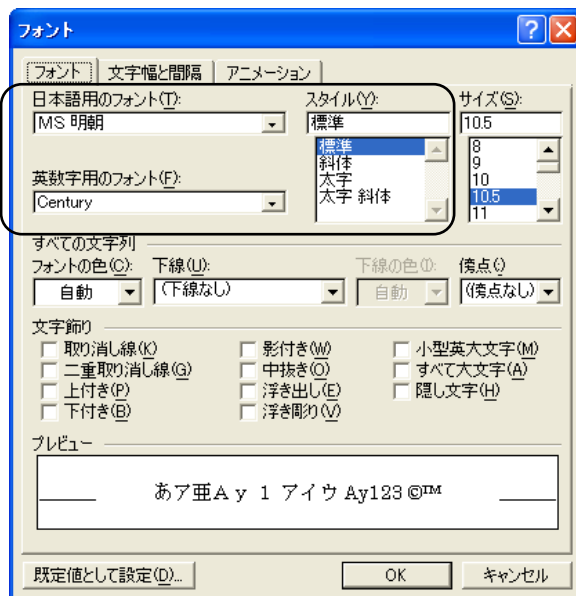 フォント
フォント 文字幅と間隔 アニメーション
日本語用のフォント(T): スタイル(Y): サイズ(S):
MS 明朝 標準 10.5
標準 8
斜体 9
太字 10
太字 斜体 10.5
11
英数字用のフォント(F):
Century
すべての文字列
フォントの色(C): 下線(U): 下線の色(I): 傍点(·)
自動 (下線なし) 自動 (傍点なし)
文字飾り
取り消し線(K) 影付き(W) 小型英大文字(M)
二重取り消し線(G) 中抜き(O) すべて大文字(A)
上付き(P) 浮き出し(E) 隠し文字(H)
下付き(B) 浮き彫り(V)
プレビュー
あア亜Ay 1 アイウ Ay123 ©™
既定値として設定(D)... OK キャンセル